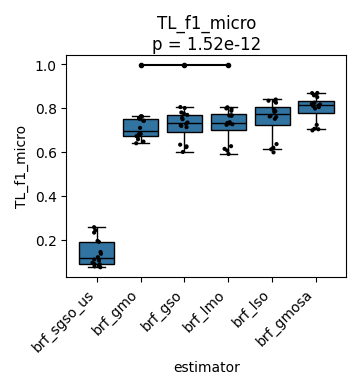 TL_f1_micro
p = 1.52e-12
1.0
0.8
0.6
0.4
0.2
TL_f1_micro
brf_sgso_us
brf_gmo
brf_gso
brf_lmo
brf_lso
brf_gmosa
estimator